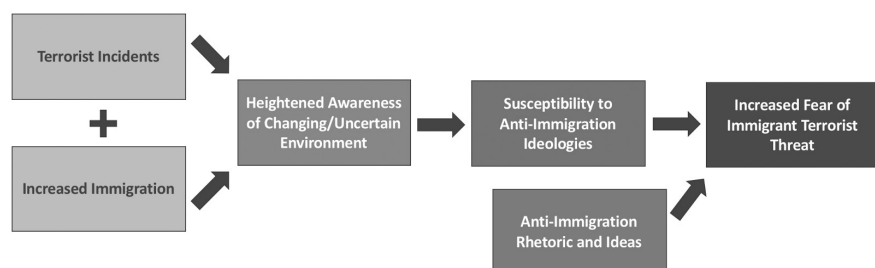 Terrorist Incidents
+
Increased Immigration
Heightened Awareness
of Changing/Uncertain
Environment
Susceptibility to
Anti-Immigration
Ideologies
Anti-Immigration
Rhetoric and Ideas
Increased Fear of
Immigrant Terrorist
Threat